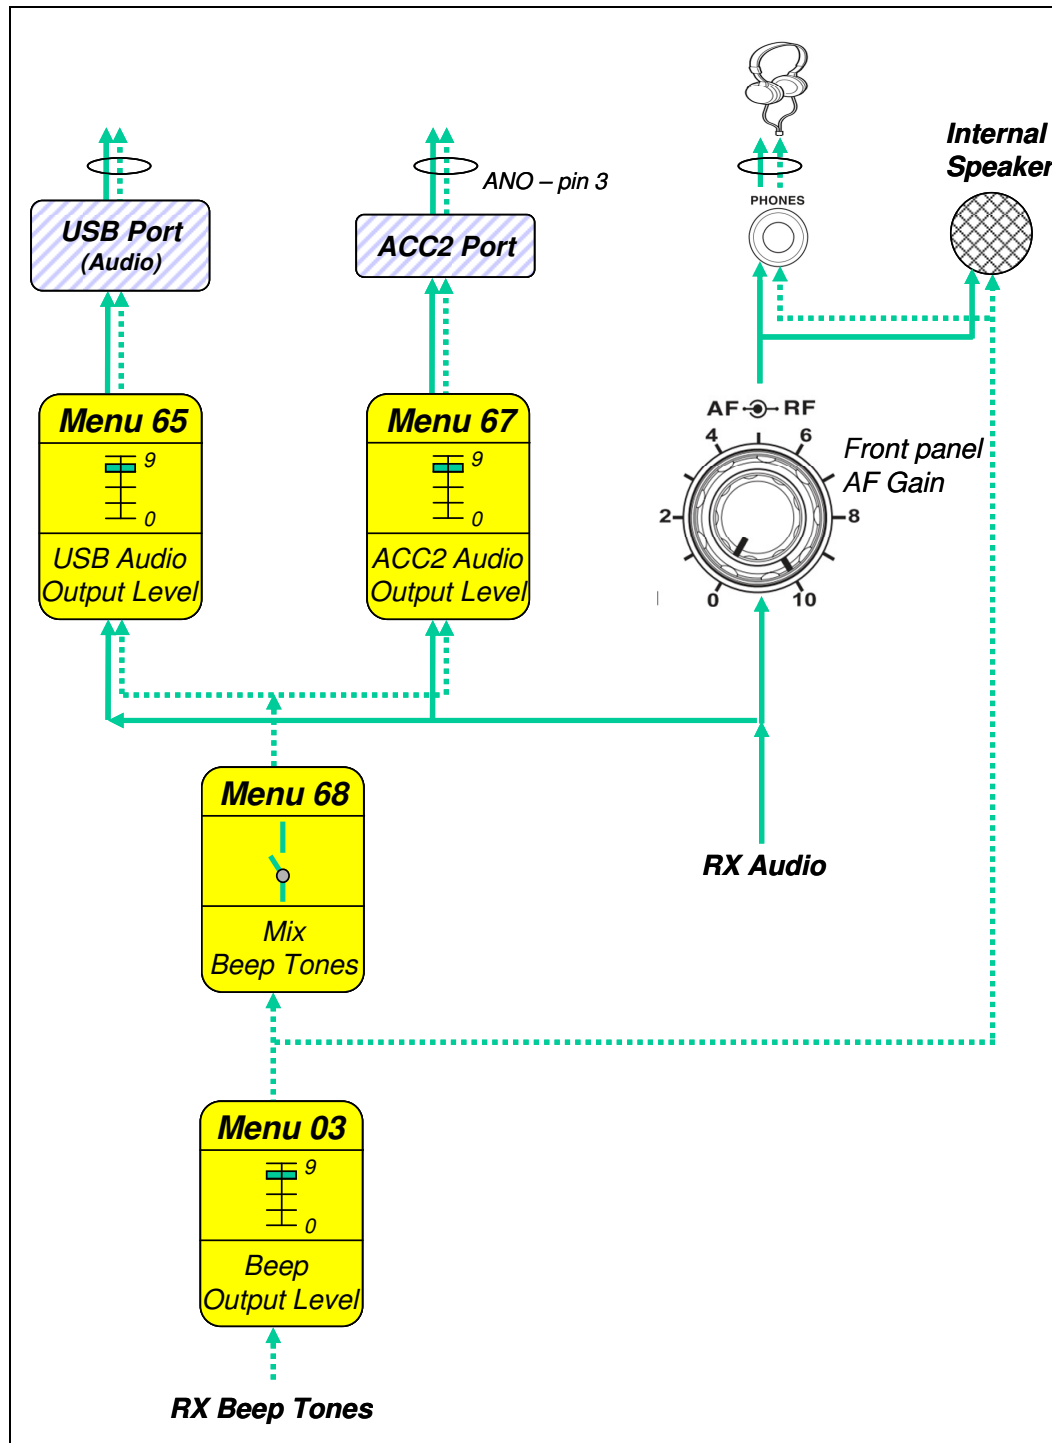 Internal
Speaker
ANO – pin 3
PHONES
USB Port
(Audio)
ACC2 Port
Menu 65
9
0
USB Audio
Output Level
Menu 67
9
0
ACC2 Audio
Output Level
AF RF
4
6
2
8
0
10
Front panel
AF Gain
Menu 68
Mix
Beep Tones
RX Audio
Menu 03
9
0
Beep
Output Level
RX Beep Tones